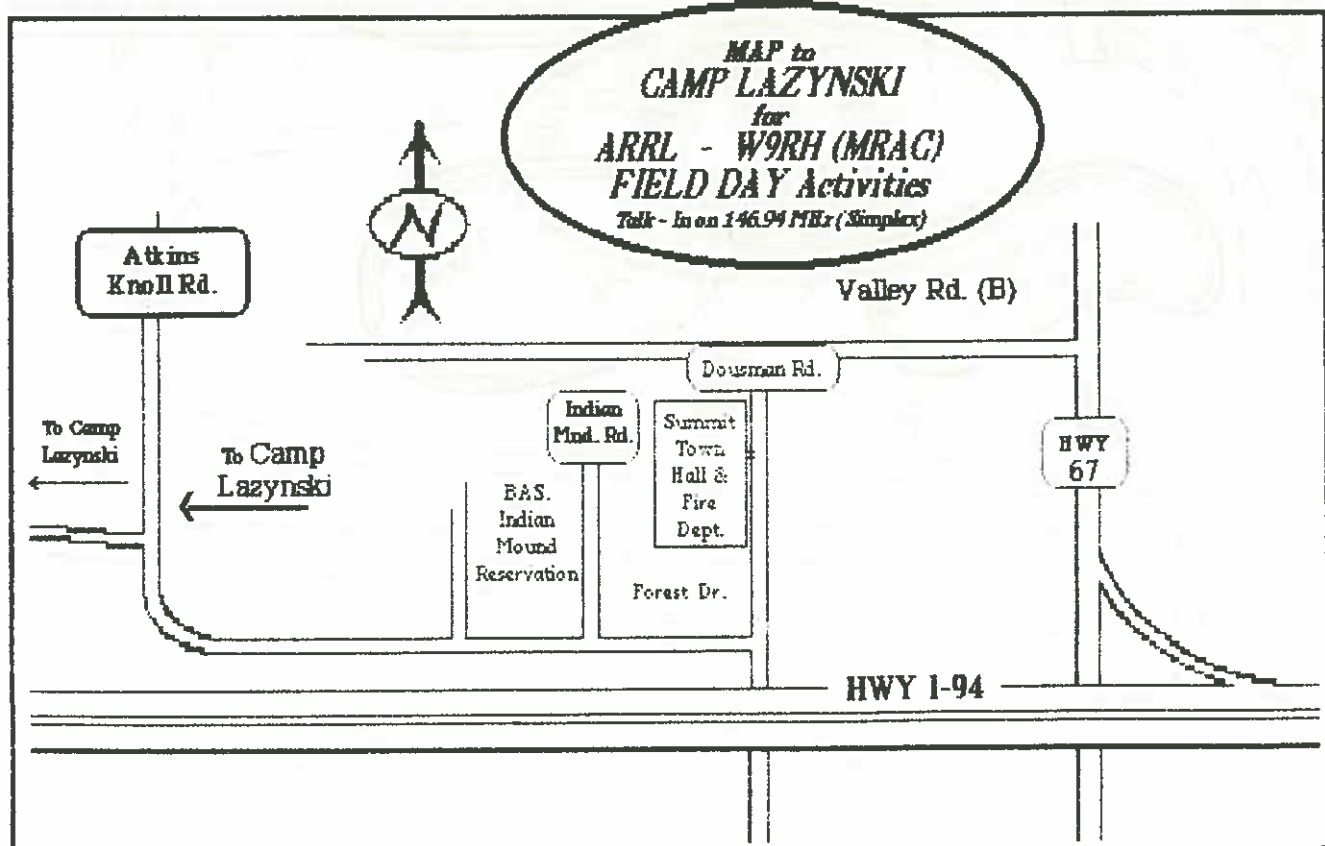 MAP to
CAMP LAZYNSKI
for
ARRL - W9RH (MRAC)
FIELD DAY Activities
Talk - In on 146.94 MHz (Simplex)
N
Atkins
Knoll Rd.
Valley Rd. (B)
Dousman Rd.
Indian
Mnd. Rd.
Summit
Town
Hall &
Fire
Dept.
HWY
67
To Camp
Lazynski
To Camp
Lazynski
BAS.
Indian
Mound
Reservation
Forest Dr.
HWY I-94